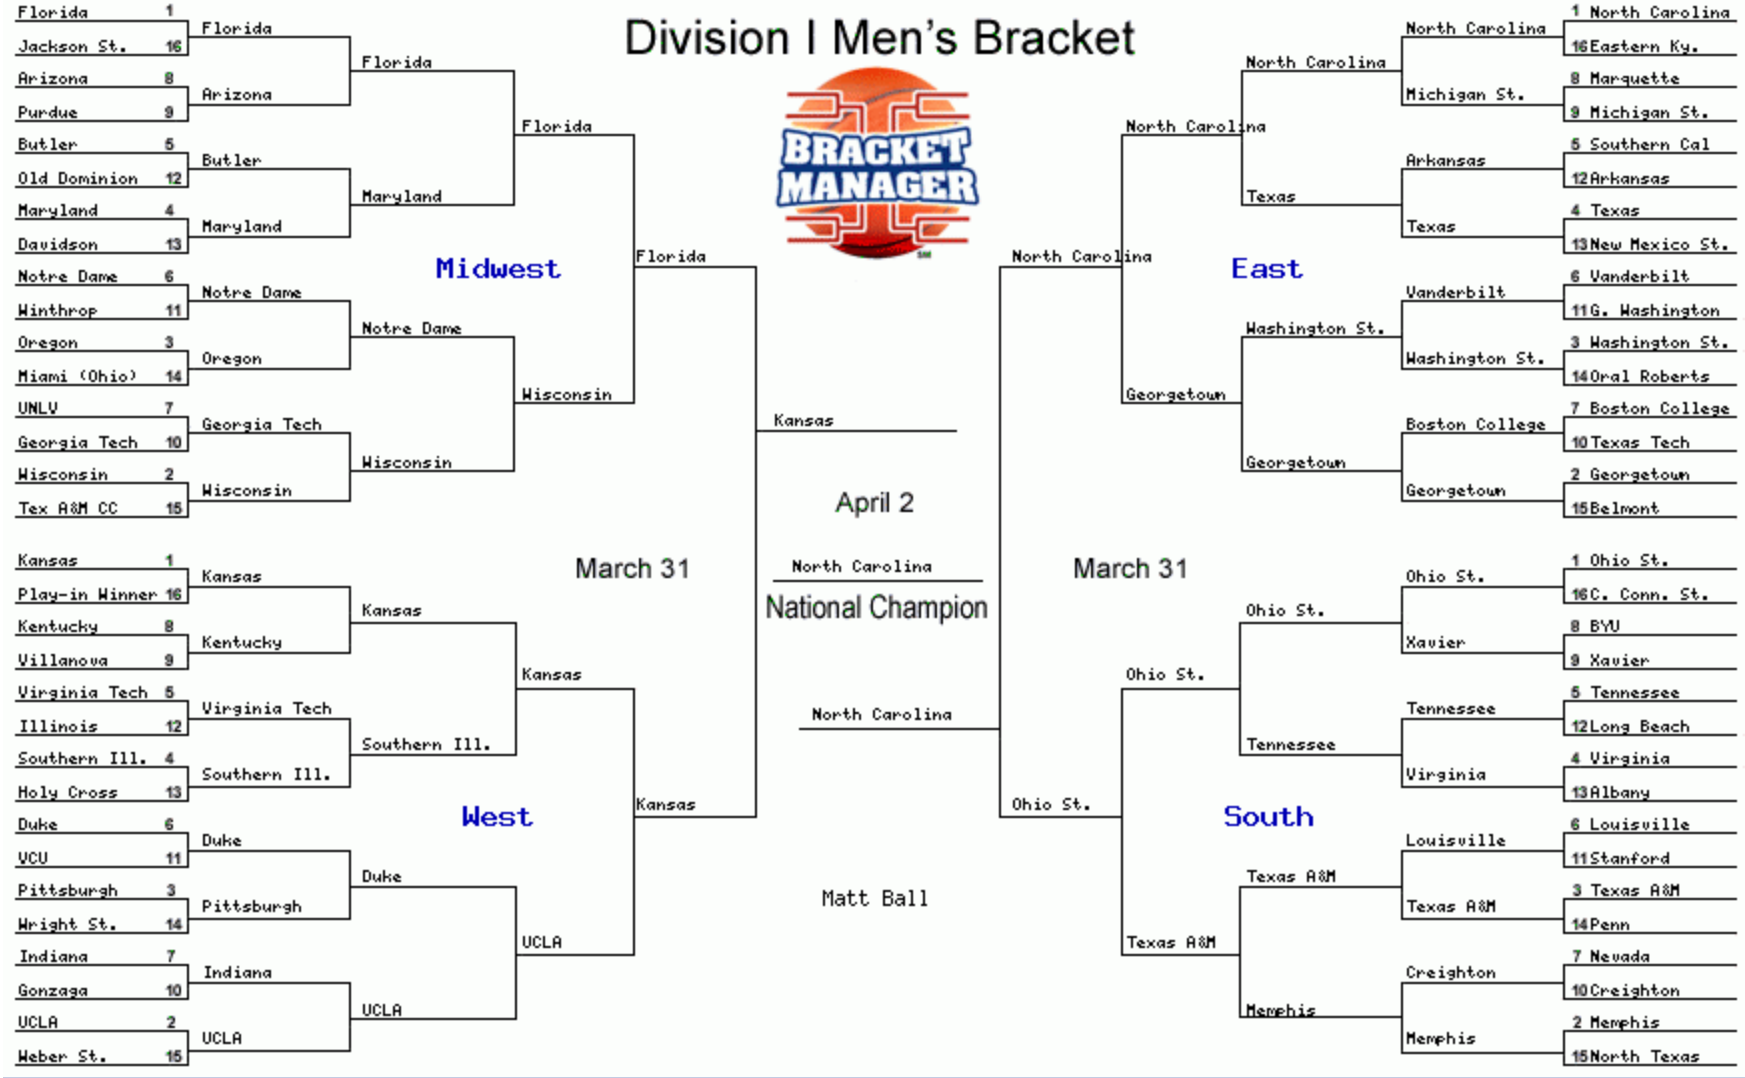 Division I Men's Bracket
BRACKET
MANAGER
SM
Florida 1
Jackson St. 16
Arizona 8
Purdue 9
Butler 5
Old Dominion 12
Maryland 4
Davidson 13
Notre Dame 6
Winthrop 11
Oregon 3
Miami (Ohio) 14
UNLV 7
Georgia Tech 10
Wisconsin 2
Tex A&M CC 15
Florida
Arizona
Butler
Maryland
Notre Dame
Oregon
Georgia Tech
Wisconsin
Florida
Maryland
Notre Dame
Wisconsin
Florida
Wisconsin
Florida
Midwest
Kansas 1
Play-in Winner 16
Kentucky 8
Villanova 9
Virginia Tech 5
Illinois 12
Southern Ill. 4
Holy Cross 13
Duke 6
VCU 11
Pittsburgh 3
Wright St. 14
Indiana 7
Gonzaga 10
UCLA 2
Weber St. 15
Kansas
Kentucky
Virginia Tech
Southern Ill.
Duke
Pittsburgh
Indiana
UCLA
Kansas
Southern Ill.
Duke
UCLA
Kansas
UCLA
Kansas
West
March 31
Kansas
April 2
North Carolina
National Champion
North Carolina
Matt Ball
March 31
North Carolina
North Carolina
Georgetown
North Carolina
Texas
Washington St.
Georgetown
North Carolina
Michigan St.
Arkansas
Texas
Vanderbilt
Washington St.
Boston College
Georgetown
1 North Carolina
16 Eastern Ky.
8 Marquette
9 Michigan St.
5 Southern Cal
12 Arkansas
4 Texas
13 New Mexico St.
6 Vanderbilt
11 G. Washington
3 Washington St.
14 Oral Roberts
7 Boston College
10 Texas Tech
2 Georgetown
15 Belmont
East
Ohio St.
Ohio St.
Texas A&M
Ohio St.
Tennessee
Texas A&M
Memphis
Ohio St.
Xavier
Tennessee
Virginia
Louisville
Texas A&M
Creighton
Memphis
1 Ohio St.
16 C. Conn. St.
8 BYU
9 Xavier
5 Tennessee
12 Long Beach
4 Virginia
13 Albany
6 Louisville
11 Stanford
3 Texas A&M
14 Penn
7 Nevada
10 Creighton
2 Memphis
15 North Texas
South